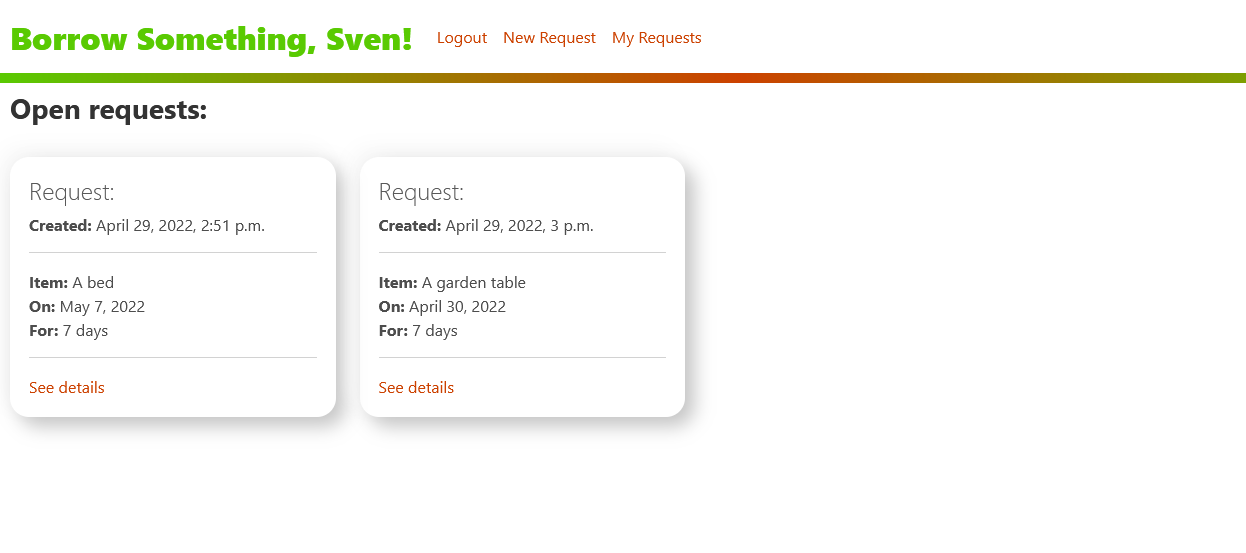 Borrow Something, Sven! Logout New Request My Requests
Open requests:
Request:
Created: April 29, 2022, 2:51 p.m.
Item: A bed
On: May 7, 2022
For: 7 days
See details
Request:
Created: April 29, 2022, 3 p.m.
Item: A garden table
On: April 30, 2022
For: 7 days
See details